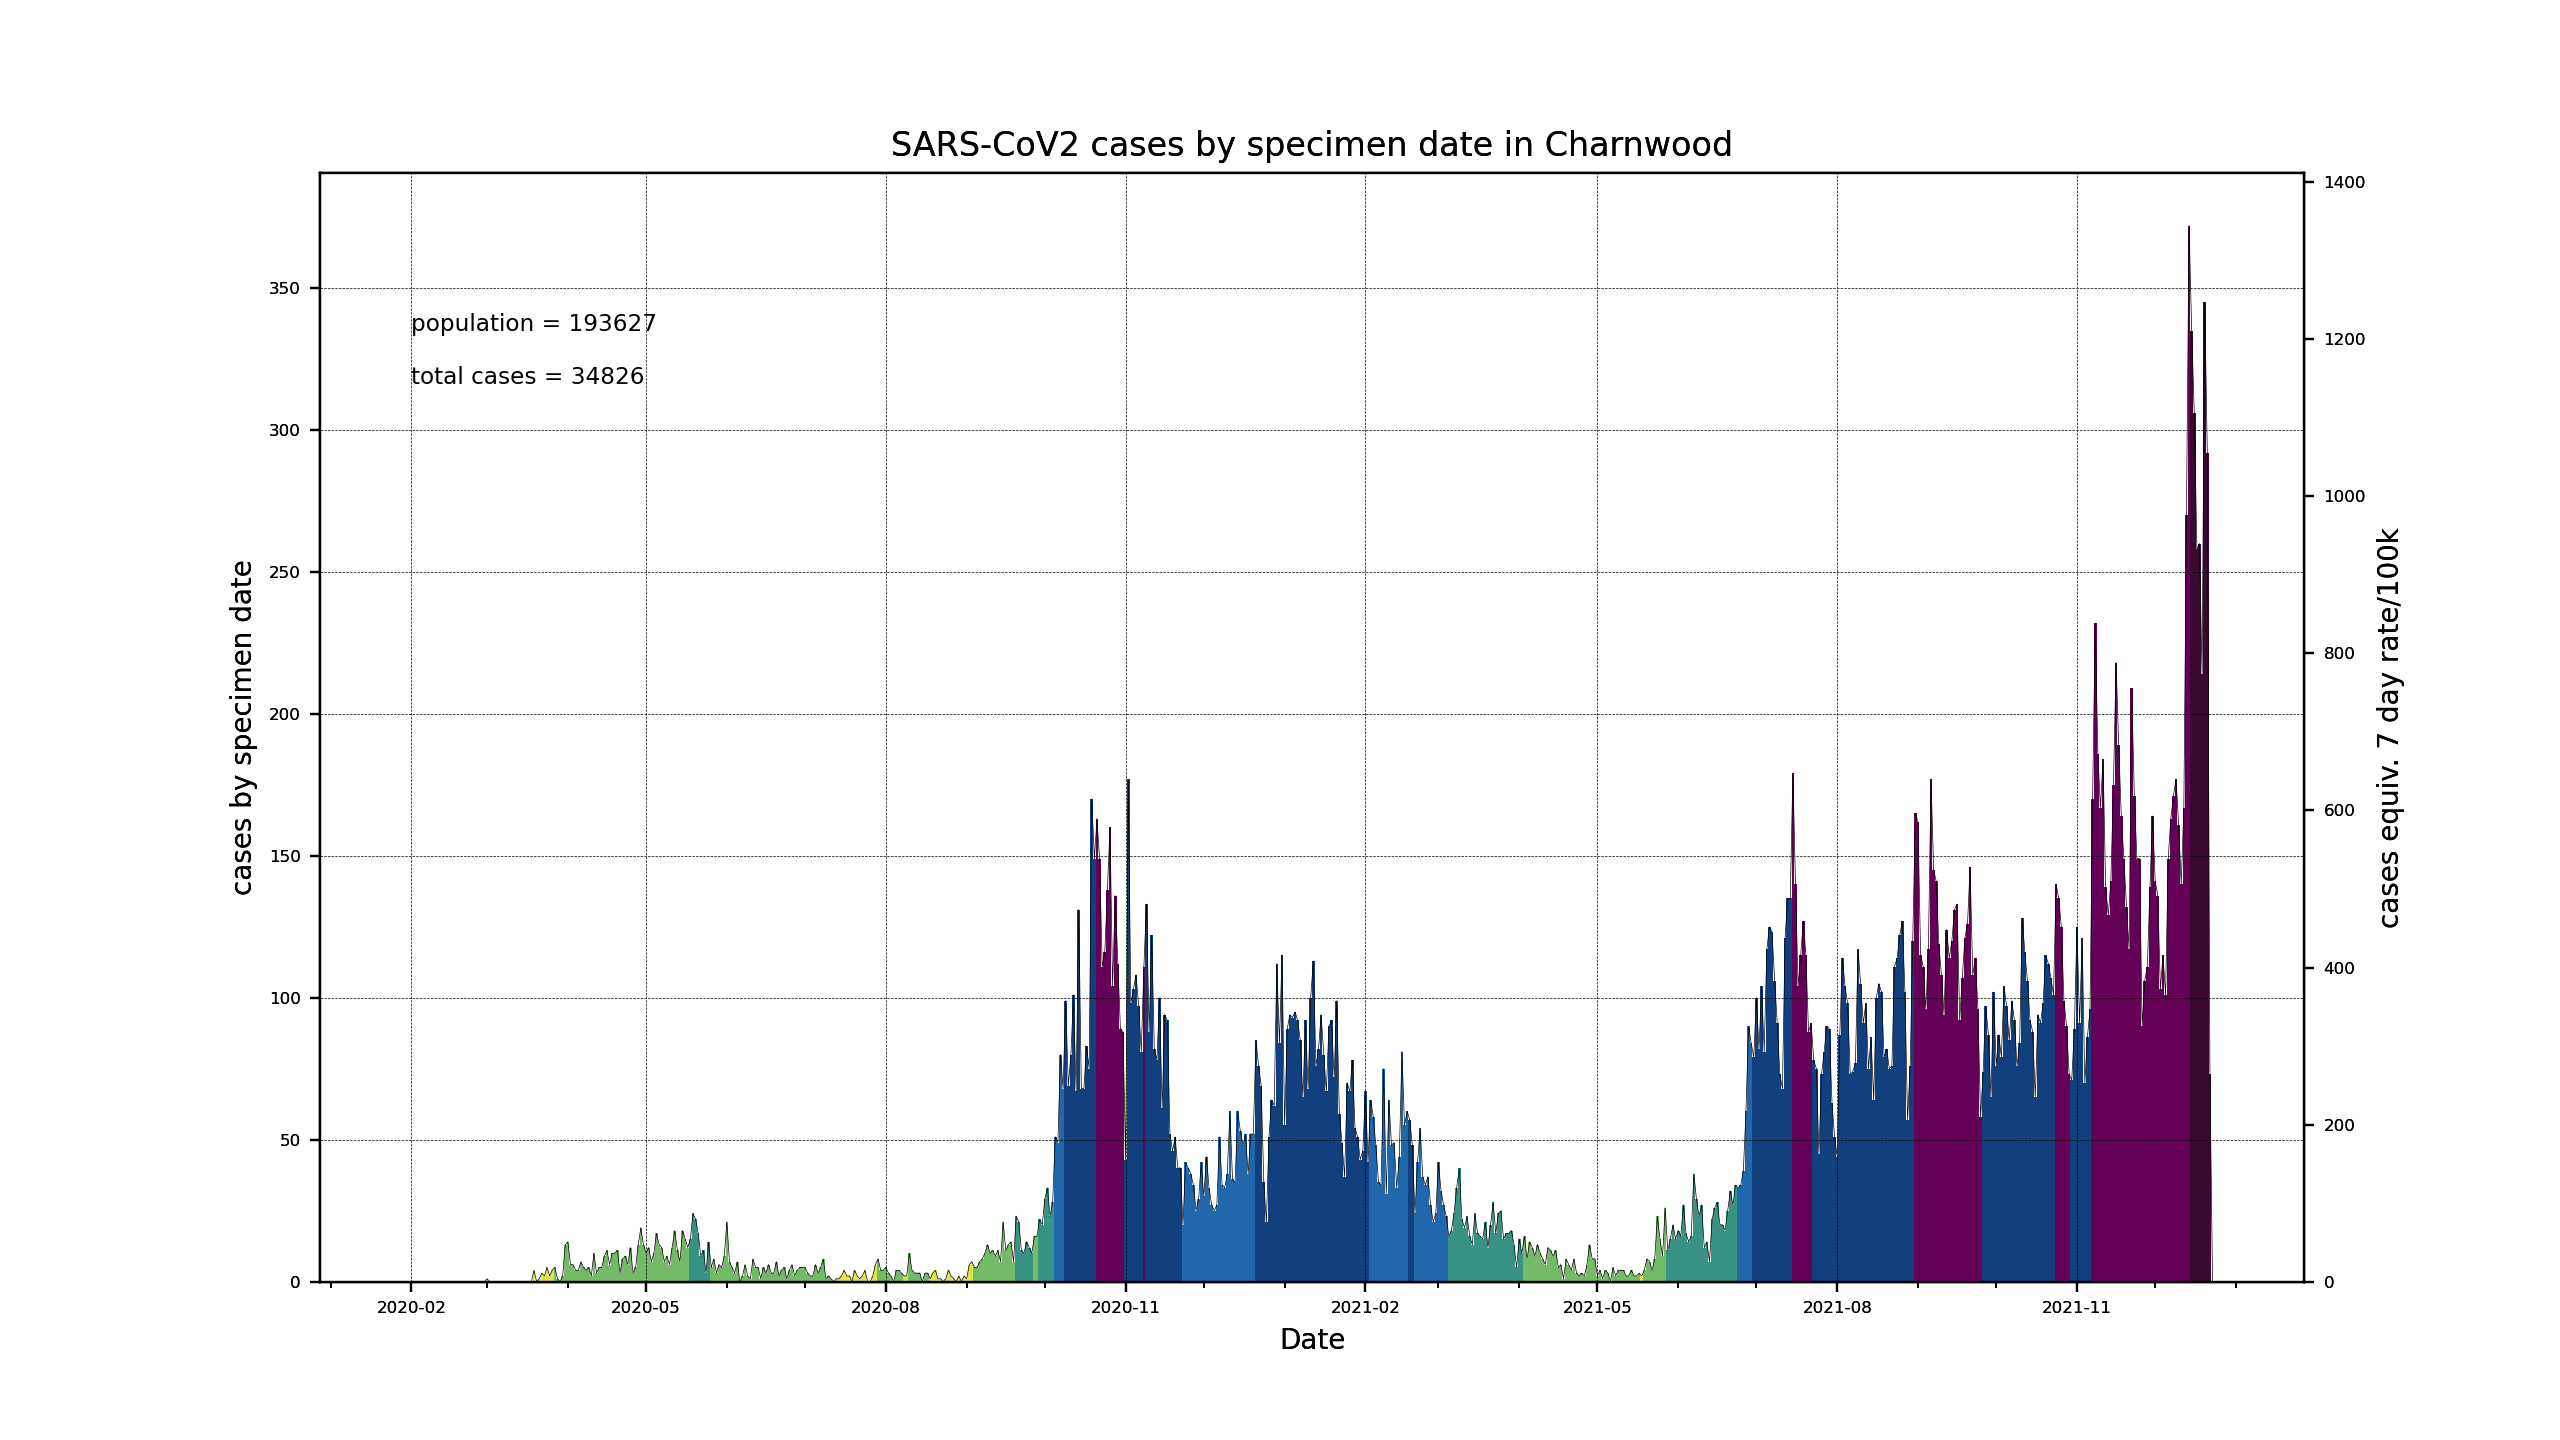 SARS-CoV2 cases by specimen date in Charnwood
population = 193627
total cases = 34826
cases by specimen date
350
300
250
200
150
100
50
0
1400
1200
1000
800
600
400
200
0
cases equiv. 7 day rate/100k
2020-02 2020-05 2020-08 2020-11 2021-02 2021-05 2021-08 2021-11
Date